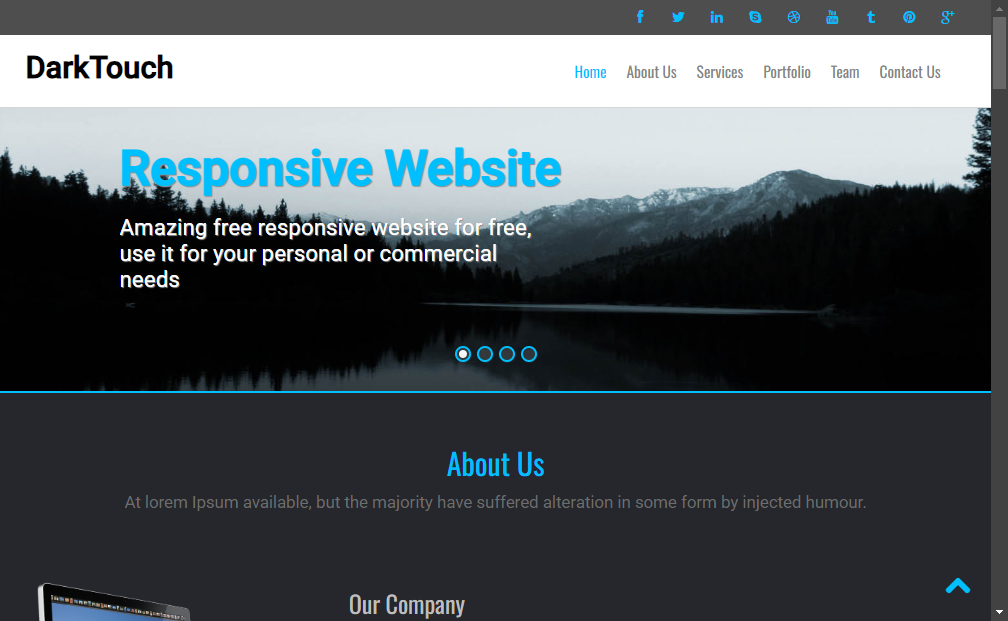 DarkTouch
Home About Us Services Portfolio Team Contact Us
Responsive Website
Amazing free responsive website for free,
use it for your personal or commercial
needs
About Us
At lorem Ipsum available, but the majority have suffered alteration in some form by injected humour.
Our Company